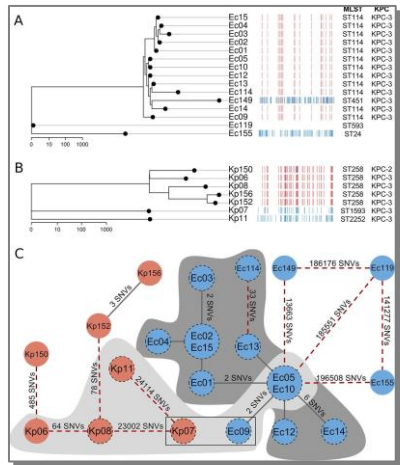 A
MLST KPC
Ec15 ST114 KPC-3
Ec04 ST114 KPC-3
Ec03 ST114 KPC-3
Ec02 ST114 KPC-3
Ec01 ST114 KPC-3
Ec05 ST114 KPC-3
Ec10 ST114 KPC-3
Ec12 ST114 KPC-3
Ec13 ST114 KPC-3
Ec114 ST114 KPC-3
Ec149 ST451 KPC-3
Ec14 ST114 KPC-3
Ec09 ST114 KPC-3
Ec119 ST593
Ec155 ST24
0 10 100 1000
B
Kp150 ST258 KPC-2
Kp06 ST258 KPC-3
Kp08 ST258 KPC-3
Kp156 ST258 KPC-3
Kp152 ST258 KPC-3
Kp07 ST1593 KPC-3
Kp11 ST2252 KPC-3
0 10 100 1000
C
Kp156
3 SNVs
Kp152
Kp150
485 SNVs
78 SNVs
Kp11
24114 SNVs
Kp06
64 SNVs
Kp08
23002 SNVs
Kp07
Ec03
2 SNVs
Ec04
Ec02
Ec15
Ec01
Ec114
33 SNVs
Ec13
2 SNVs
Ec149
186176 SNVs
Ec119
13663 SNVs
185551 SNVs
141277 SNVs
Ec05
Ec10
196508 SNVs
Ec155
2 SNVs
6 SNVs
Ec09
Ec12
Ec14